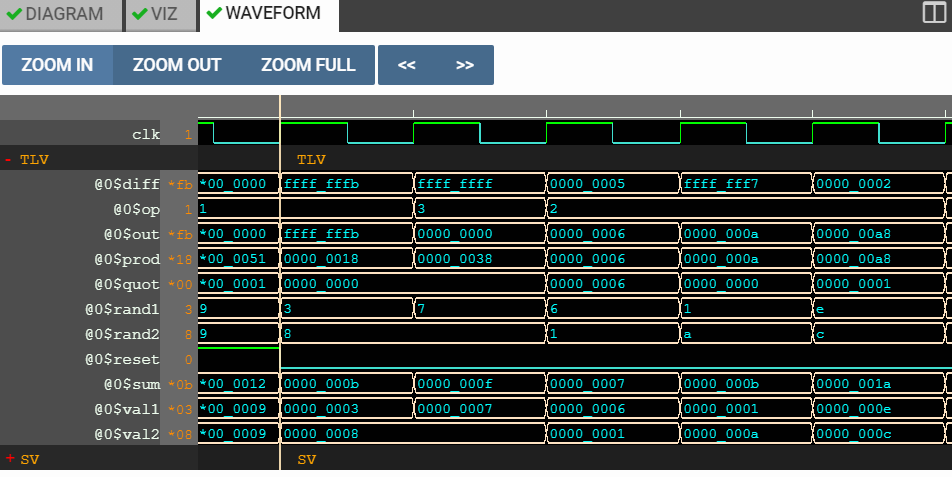 DIAGRAM VIZ WAVEFORM
ZOOM IN ZOOM OUT ZOOM FULL << >>
clk 1
- TLV TLV
@0$diff *fb *00_0000 ffff_fffb ffff_ffff 0000_0005 ffff_fff7 0000_0002
@0$op 1 1 3 2
@0$out *fb *00_0000 ffff_fffb 0000_0000 0000_0006 0000_000a 0000_00a8
@0$prod *18 *00_0051 0000_0018 0000_0038 0000_0006 0000_000a 0000_00a8
@0$quot *00 *00_0001 0000_0000 0000_0006 0000_0000 0000_0001
@0$rand1 3 9 3 7 6 1 e
@0$rand2 8 9 8 1 a c
@0$reset 0
@0$sum *0b *00_0012 0000_000b 0000_000f 0000_0007 0000_000b 0000_001a
@0$val1 *03 *00_0009 0000_0003 0000_0007 0000_0006 0000_0001 0000_000e
@0$val2 *08 *00_0009 0000_0008 0000_0001 0000_000a 0000_000c
+ SV SV